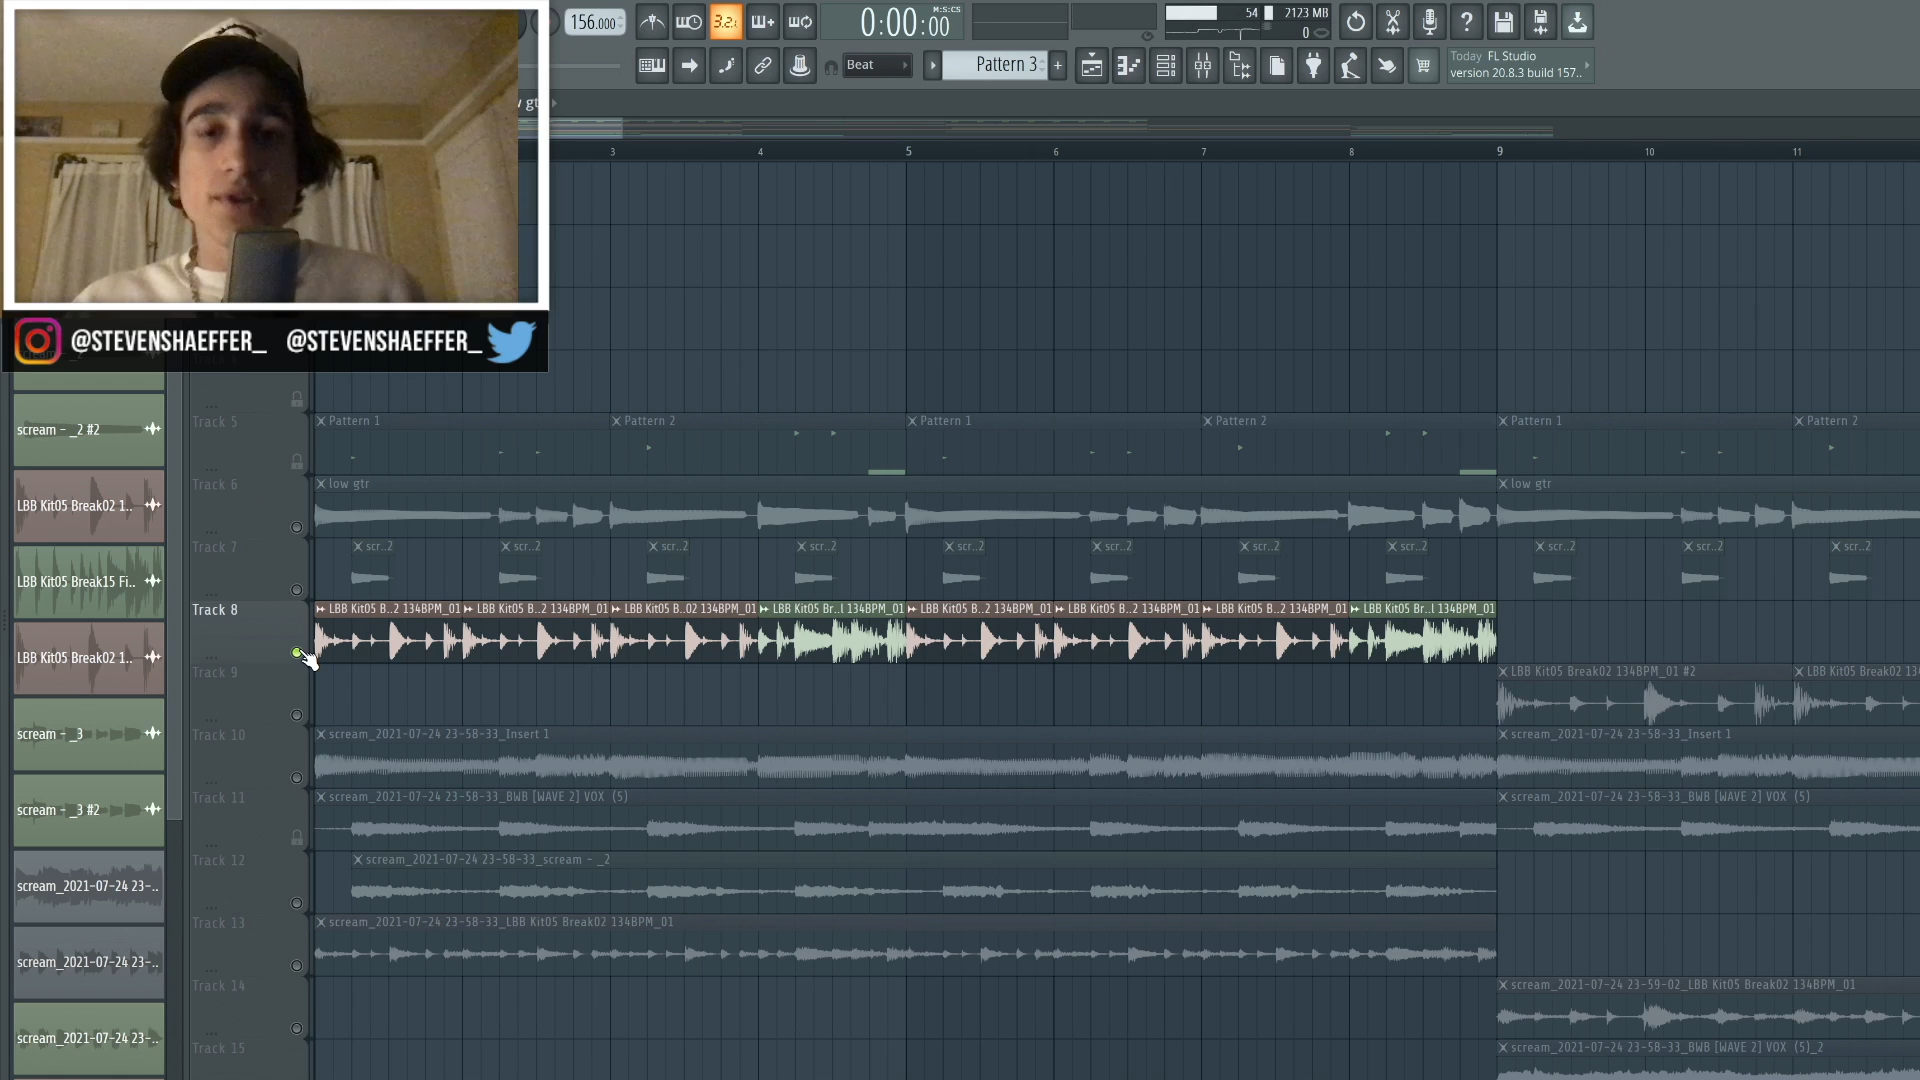 156.000
3.2.
0:00:00
M:S:CS
54
2123 MB
0
Beat
Pattern 3
+
Today FL Studio
version 20.8.3 build 157..
3 4 5 6 7 8 9 10 11
@STEVENSHAEFFER_ @STEVENSHAEFFER_
scream - _2 #2
LBB Kit05 Break02 1..
LBB Kit05 Break15 Fi..
LBB Kit05 Break02 1..
scream - _3
scream - _3 #2
scream_2021-07-24 23-..
scream_2021-07-24 23-..
scream_2021-07-24 23-..
Track 5
Pattern 1 Pattern 2 Pattern 1 Pattern 2 Pattern 1 Pattern 2
Track 6
low gtr low gtr
Track 7
scr..2 scr..2 scr..2 scr..2 scr..2 scr..2 scr..2 scr..2 scr..2 scr..2 scr..2
Track 8
LBB Kit05 B..2 134BPM_01 LBB Kit05 B..2 134BPM_01 LBB Kit05 B..02 134BPM_01 LBB Kit05 Br..l 134BPM_01 LBB Kit05 B..2 134BPM_01 LBB Kit05 B..2 134BPM_01 LBB Kit05 B..2 134BPM_01 LBB Kit05 Br..l 134BPM_01
Track 9
LBB Kit05 Break02 134BPM_01 #2 LBB Kit05 Break02 13
Track 10
scream_2021-07-24 23-58-33_Insert 1 scream_2021-07-24 23-58-33_Insert 1
Track 11
scream_2021-07-24 23-58-33_BWB [WAVE 2] VOX (5) scream_2021-07-24 23-58-33_BWB [WAVE 2] VOX (5)
Track 12
scream_2021-07-24 23-58-33_scream - _2
Track 13
scream_2021-07-24 23-58-33_LBB Kit05 Break02 134BPM_01
Track 14
scream_2021-07-24 23-59-02_LBB Kit05 Break02 134BPM_01
Track 15
scream_2021-07-24 23-58-33_BWB [WAVE 2] VOX (5)_2